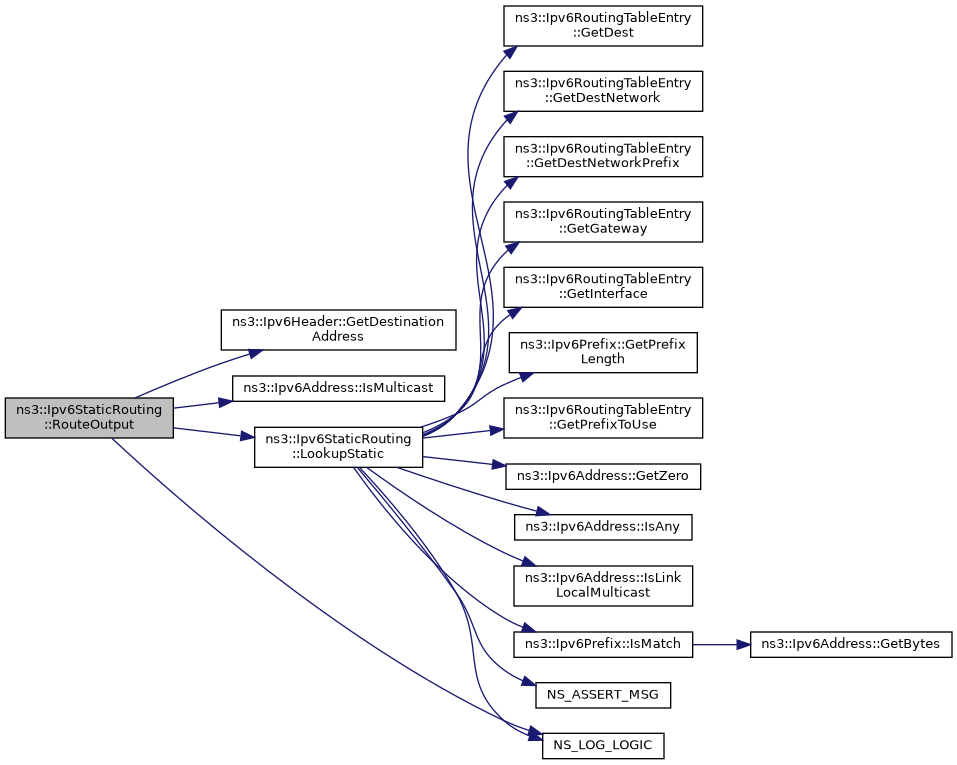 ns3::Ipv6StaticRouting
::RouteOutput
ns3::Ipv6Header::GetDestination
Address
ns3::Ipv6Address::IsMulticast
ns3::Ipv6StaticRouting
::LookupStatic
ns3::Ipv6RoutingTableEntry
::GetDest
ns3::Ipv6RoutingTableEntry
::GetDestNetwork
ns3::Ipv6RoutingTableEntry
::GetDestNetworkPrefix
ns3::Ipv6RoutingTableEntry
::GetGateway
ns3::Ipv6RoutingTableEntry
::GetInterface
ns3::Ipv6Prefix::GetPrefix
Length
ns3::Ipv6RoutingTableEntry
::GetPrefixToUse
ns3::Ipv6Address::GetZero
ns3::Ipv6Address::IsAny
ns3::Ipv6Address::IsLink
LocalMulticast
ns3::Ipv6Prefix::IsMatch
ns3::Ipv6Address::GetBytes
NS_ASSERT_MSG
NS_LOG_LOGIC